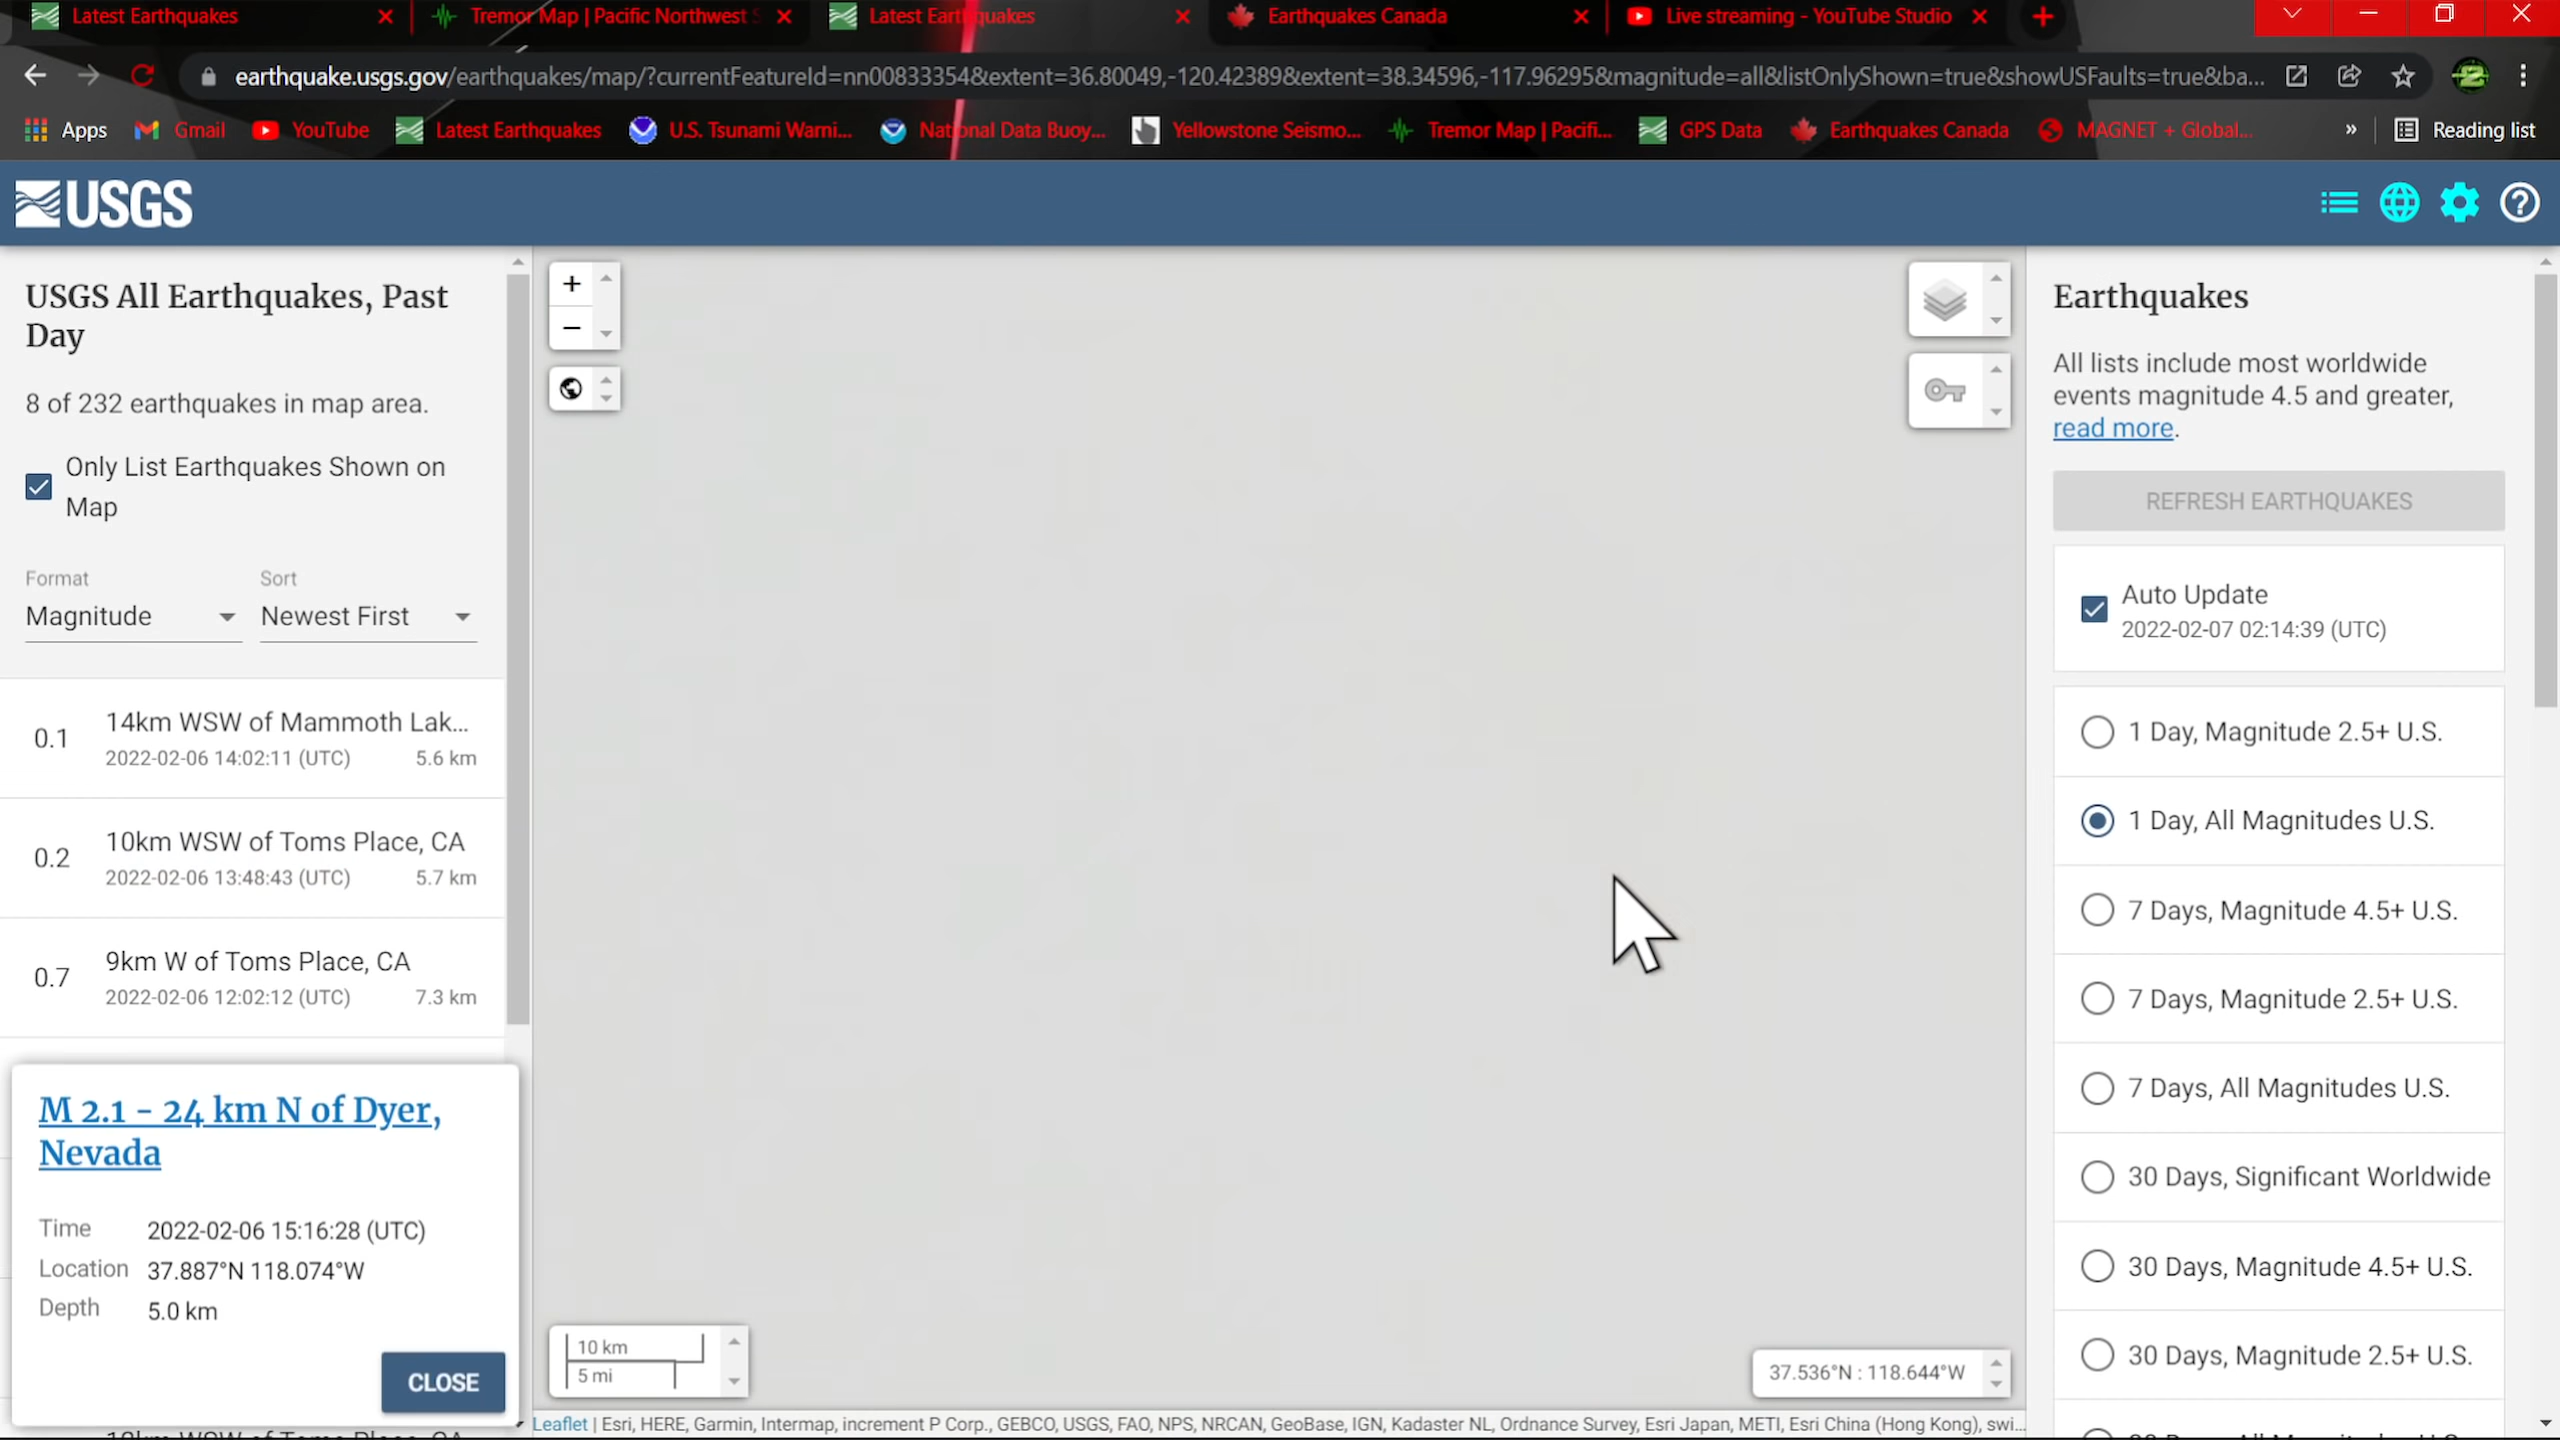 Latest Earthquakes
Tremor Map | Pacific Northwest S
Latest Earthquakes
Earthquakes Canada
Live streaming - YouTube Studio
earthquake.usgs.gov/earthquakes/map/?currentFeatureId=nn00833354&extent=36.80049,-120.42389&extent=38.34596,-117.96295&magnitude=all&listOnlyShown=true&showUSFaults=true&ba...
Apps
Gmail
YouTube
Latest Earthquakes
U.S. Tsunami Warni...
National Data Buoy...
Yellowstone Seismo...
Tremor Map | Pacifi...
GPS Data
Earthquakes Canada
MAGNET + Global...
»
Reading list
USGS
USGS All Earthquakes, Past
Day
8 of 232 earthquakes in map area.
Only List Earthquakes Shown on
Map
Format
Sort
Magnitude
Newest First
0.1
14km WSW of Mammoth Lak...
2022-02-06 14:02:11 (UTC) 5.6 km
0.2
10km WSW of Toms Place, CA
2022-02-06 13:48:43 (UTC) 5.7 km
0.7
9km W of Toms Place, CA
2022-02-06 12:02:12 (UTC) 7.3 km
M 2.1 - 24 km N of Dyer,
Nevada
Time 2022-02-06 15:16:28 (UTC)
Location 37.887°N 118.074°W
Depth 5.0 km
CLOSE
+
−
10 km
5 mi
37.536°N : 118.644°W
Leaflet | Esri, HERE, Garmin, Intermap, increment P Corp., GEBCO, USGS, FAO, NPS, NRCAN, GeoBase, IGN, Kadaster NL, Ordnance Survey, Esri Japan, METI, Esri China (Hong Kong), swi...
Earthquakes
All lists include most worldwide
events magnitude 4.5 and greater,
read more.
REFRESH EARTHQUAKES
Auto Update
2022-02-07 02:14:39 (UTC)
1 Day, Magnitude 2.5+ U.S.
1 Day, All Magnitudes U.S.
7 Days, Magnitude 4.5+ U.S.
7 Days, Magnitude 2.5+ U.S.
7 Days, All Magnitudes U.S.
30 Days, Significant Worldwide
30 Days, Magnitude 4.5+ U.S.
30 Days, Magnitude 2.5+ U.S.